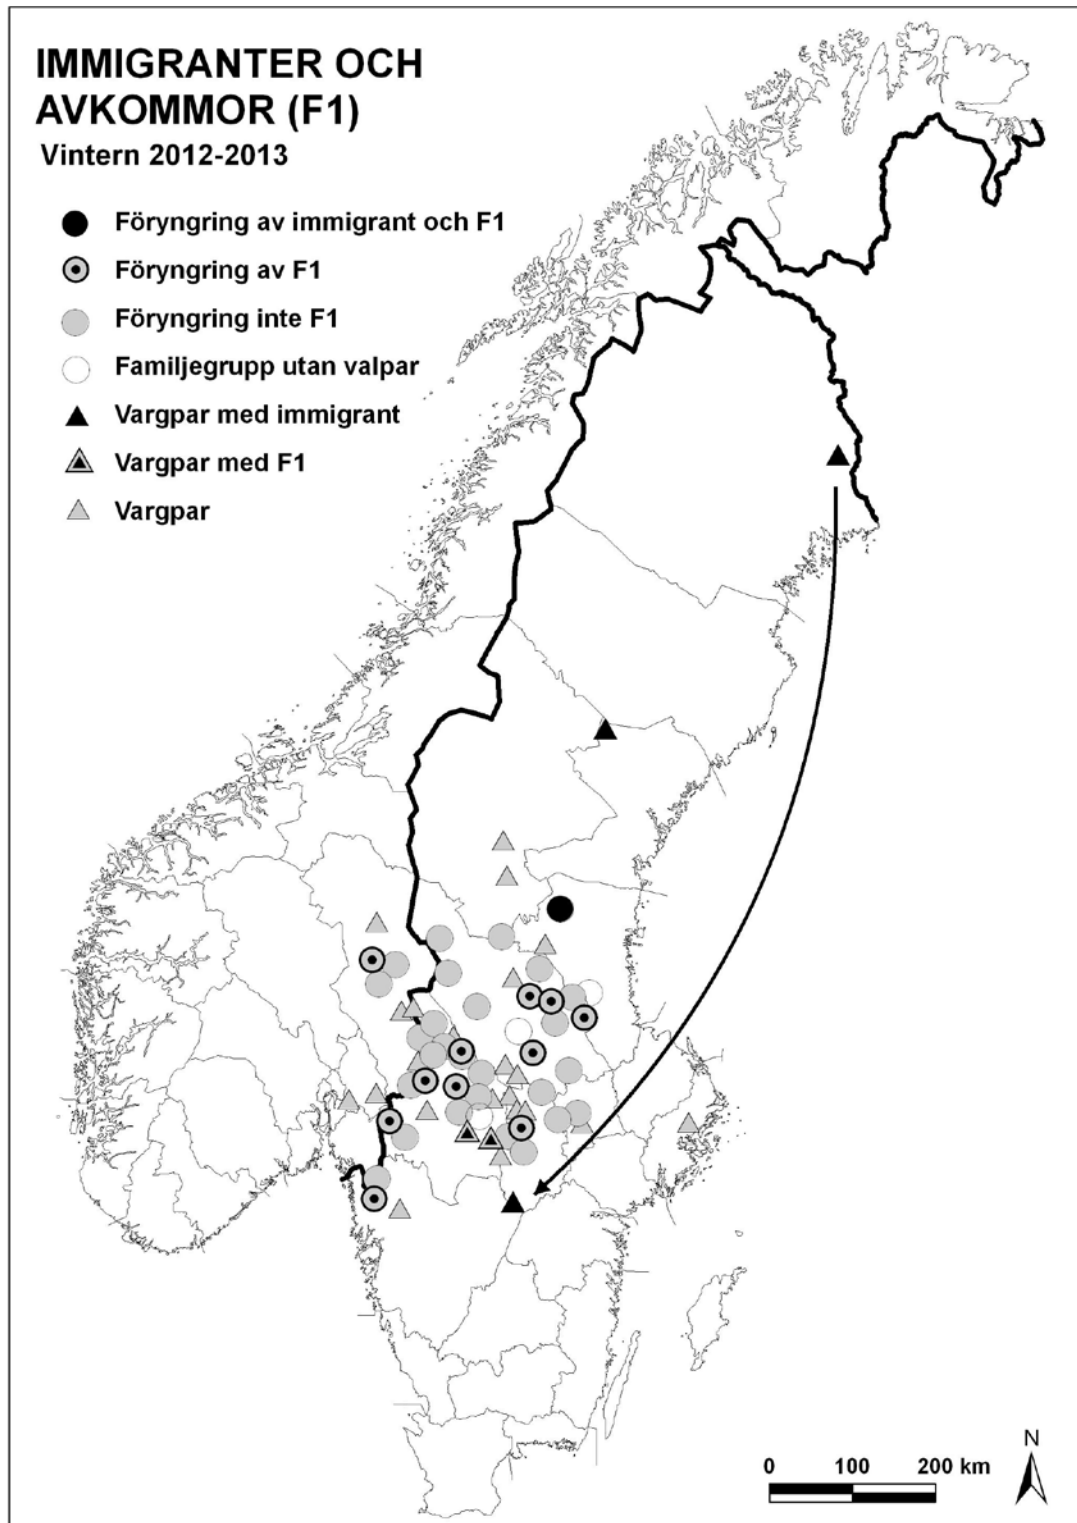 IMMIGRANTER OCH
AVKOMMOR (F1)
Vintern 2012-2013
Föryngring av immigrant och F1
Föryngring av F1
Föryngring inte F1
Familjegrupp utan valpar
Vargpar med immigrant
Vargpar med F1
Vargpar
N
0 100 200 km